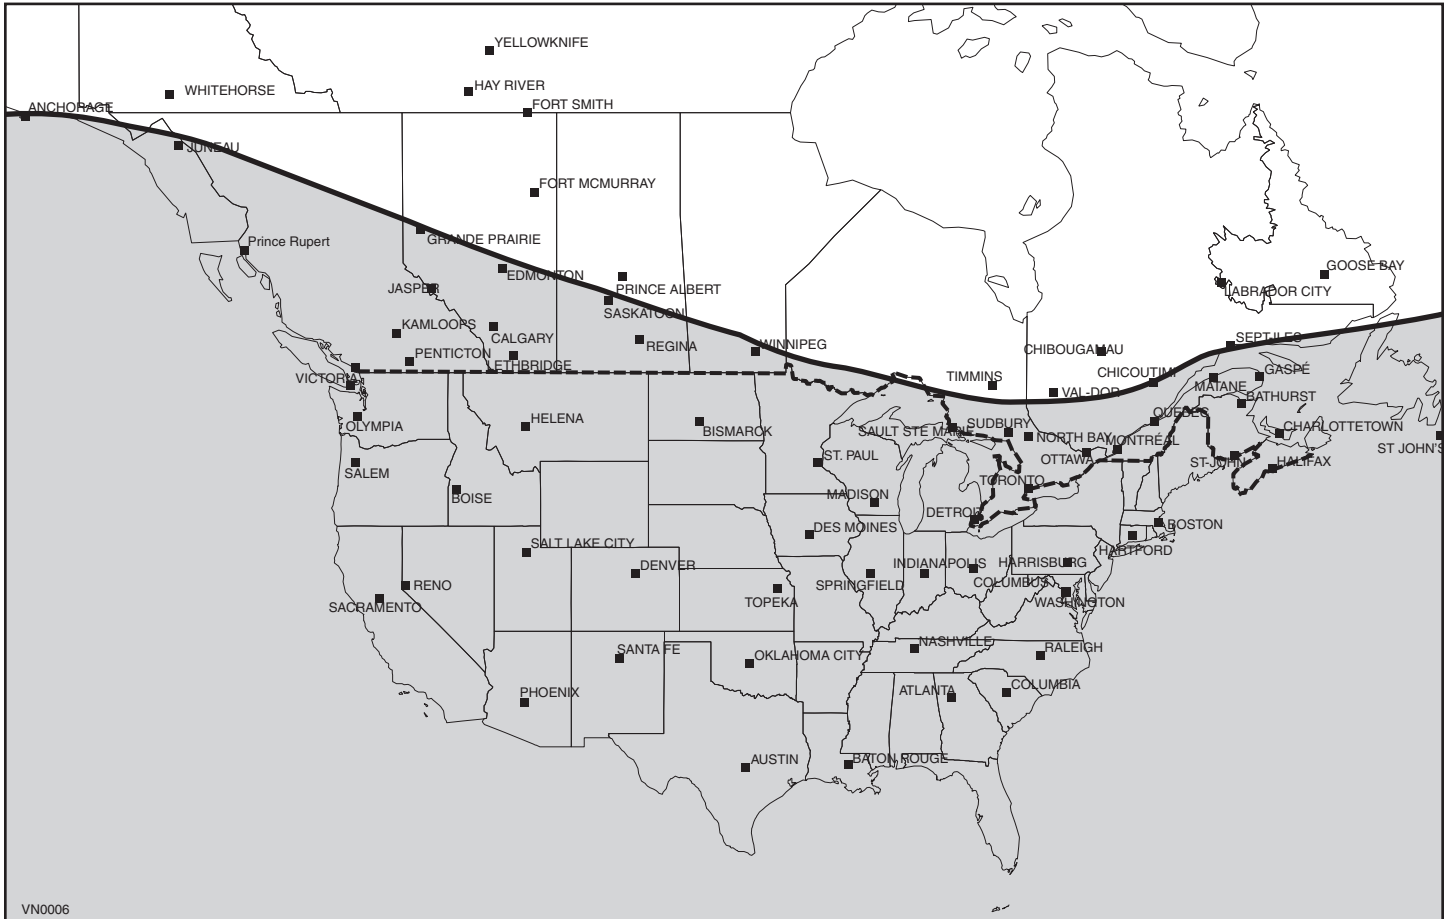 YELLOWKNIFE
WHITEHORSE
HAY RIVER
FORT SMITH
ANCHORAGE
JUNEAU
FORT MCMURRAY
Prince Rupert
GRANDE PRAIRIE
EDMONTON
GOOSE BAY
JASPER
PRINCE ALBERT
LABRADOR CITY
SASKATOON
KAMLOOPS
CALGARY
REGINA
WINNIPEG
SEPT-ILES
CHIBOUGAMAU
PENTICTON
ETHBRIDGE
VICTORIA
TIMMINS
CHICOUTIMI
GASPÉ
MATANE
VAL-DOR
BATHURST
HELENA
OLYMPIA
BISMARCK
SAULT STE MARIE
SUDBURY
QUEBEC
CHARLOTTETOWN
NORTH BAY
MONTRÉAL
ST JOHN'S
ST. PAUL
OTTAWA
ST-JOHN
HALIFAX
SALEM
TORONTO
BOISE
MADISON
DETROIT
DES MOINES
BOSTON
SALT LAKE CITY
HARTFORD
DENVER
INDIANAPOLIS
HARRISBURG
RENO
SPRINGFIELD
COLUMBUS
SACRAMENTO
TOPEKA
WASHINGTON
SANTA FE
OKLAHOMA CITY
NASHVILLE
RALEIGH
PHOENIX
ATLANTA
COLUMBIA
AUSTIN
BATON ROUGE
VN0006